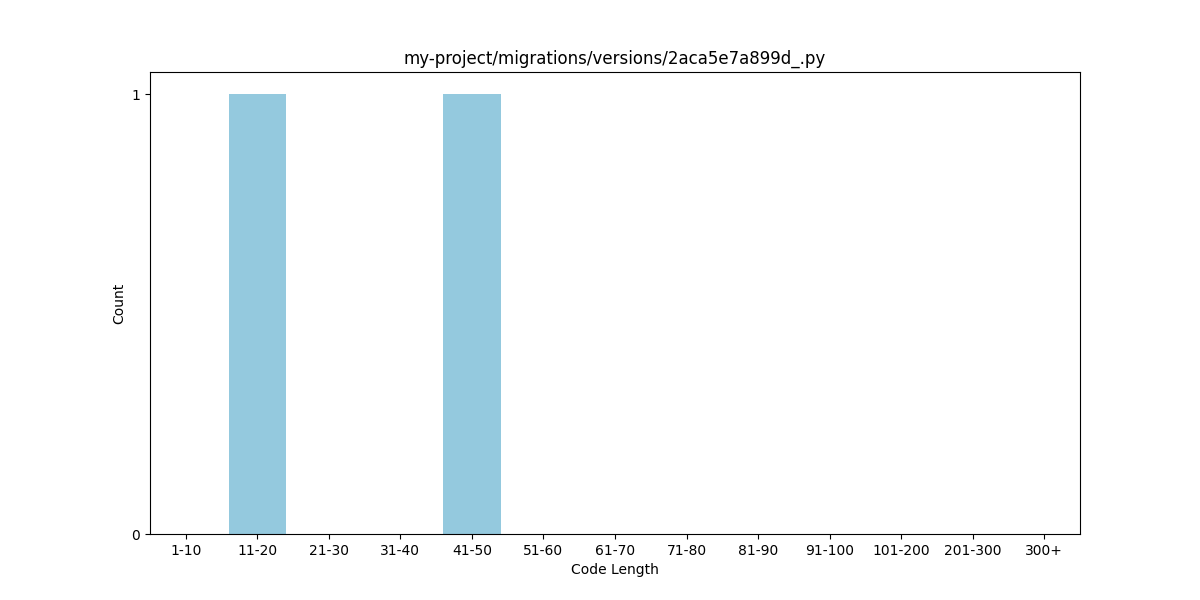 my-project/migrations/versions/2aca5e7a899d_.py
1
Count
0
1-10 11-20 21-30 31-40 41-50 51-60 61-70 71-80 81-90 91-100 101-200 201-300 300+
Code Length